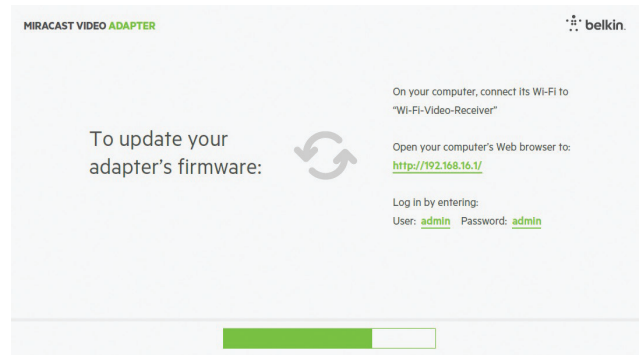 MIRACAST VIDEO ADAPTER
belkin.
To update your
adapter's firmware:
On your computer, connect its Wi-Fi to
"Wi-Fi-Video-Receiver"
Open your computer's Web browser to:
http://192.168.16.1/
Log in by entering:
User: admin Password: admin